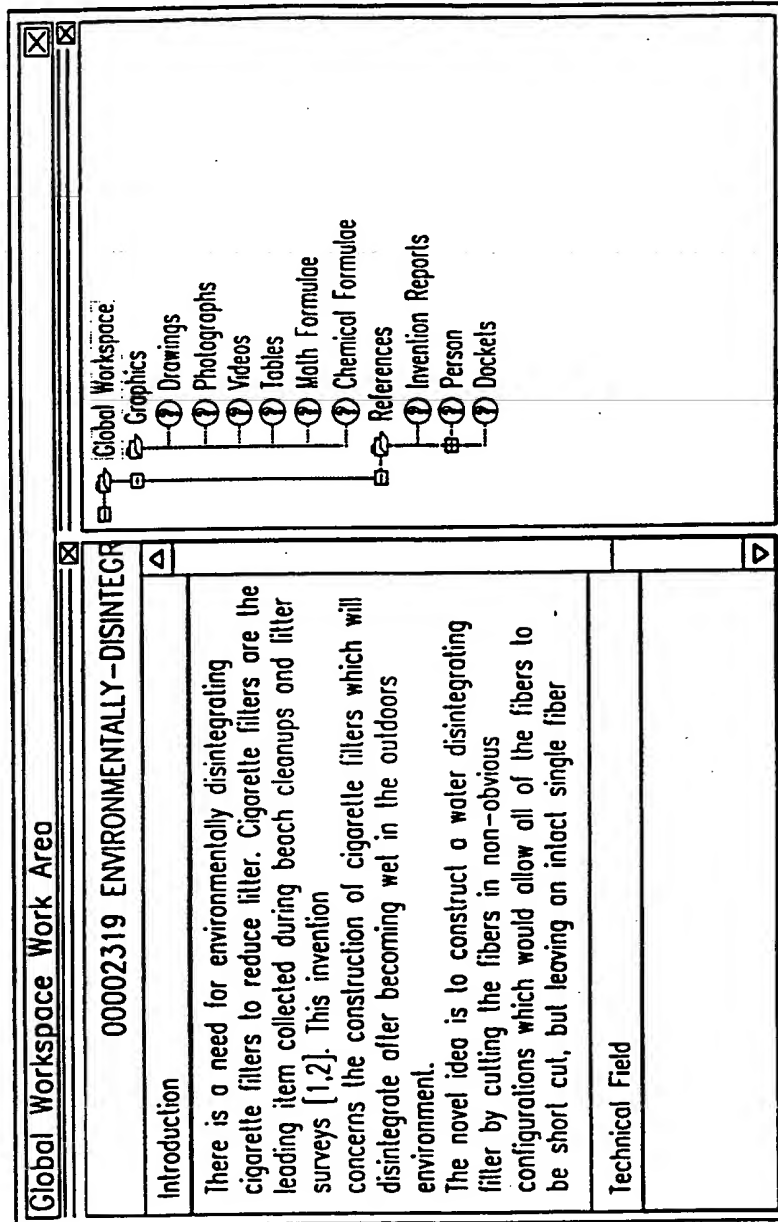 Global Workspace Work Area
00002319 ENVIRONMENTALLY-DISINTEGR
Introduction
There is a need for environmentally disintegrating
cigarette filters to reduce litter. Cigarette filters are the
leading item collected during beach cleanups and litter
surveys [1,2]. This invention
concerns the construction of cigarette filters which will
disintegrate after becoming wet in the outdoors
environment.
The novel idea is to construct a water disintegrating
filter by cutting the fibers in non-obvious
configurations which would allow all of the fibers to
be short cut, but leaving an intact single fiber
Technical Field
Global Workspace
Graphics
Drawings
Photographs
Videos
Tables
Math Formulae
Chemical Formulae
References
Invention Reports
Person
Dockets